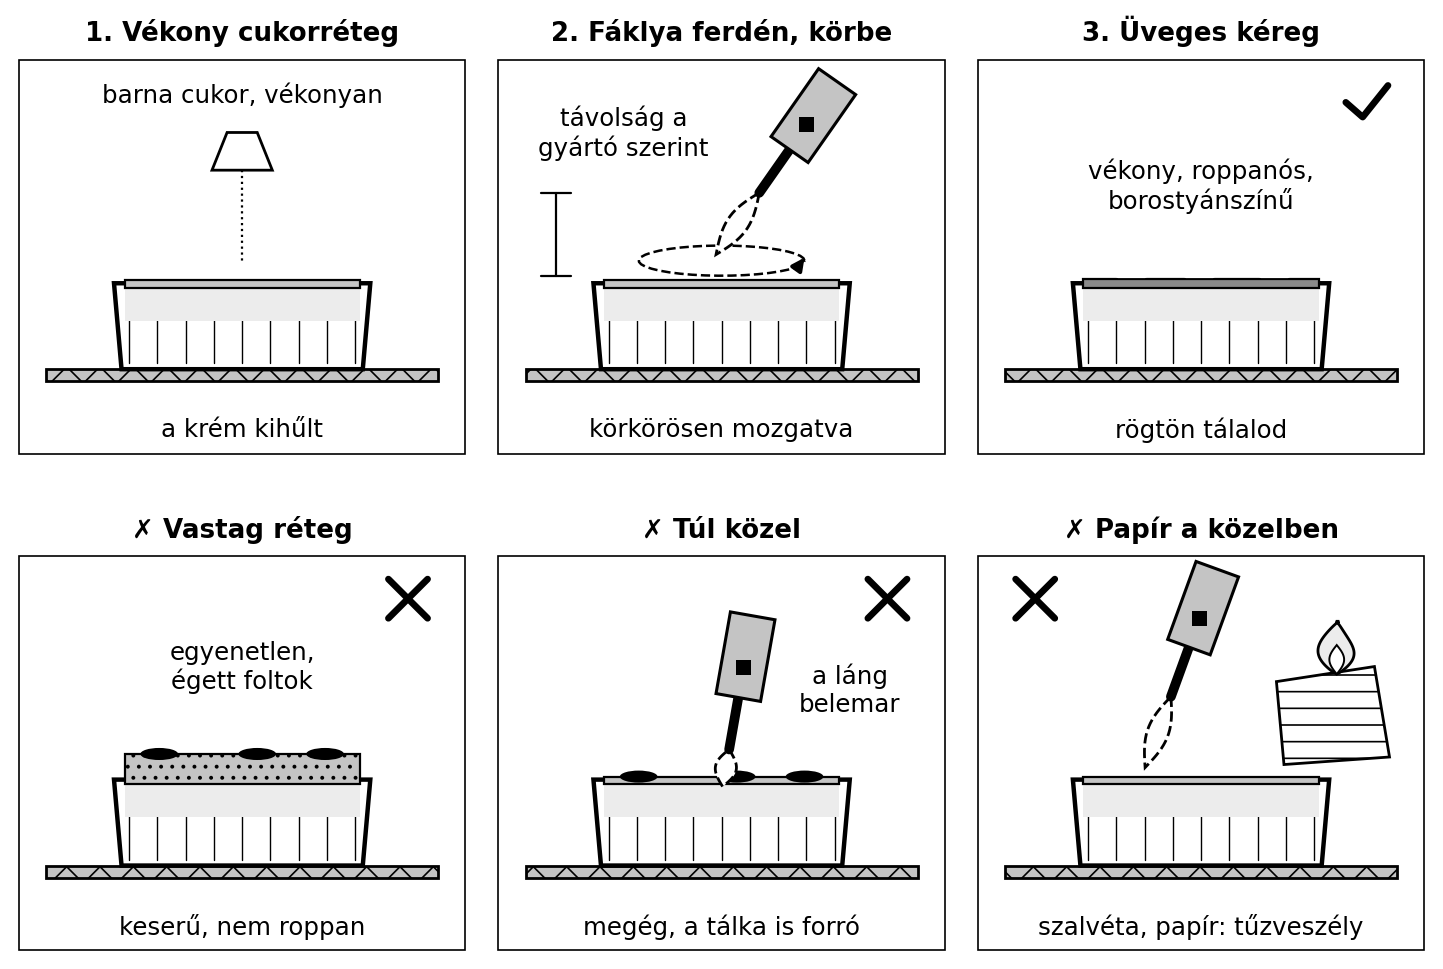 1. Vékony cukorréteg
barna cukor, vékonyan
a krém kihűlt
2. Fáklya ferdén, körbe
távolság a
gyártó szerint
körkörösen mozgatva
3. Üveges kéreg
vékony, roppanós,
borostyánszínű
rögtön tálalod
✗ Vastag réteg
egyenetlen,
égett foltok
keserű, nem roppan
✗ Túl közel
a láng
belemar
megég, a tálka is forró
✗ Papír a közelben
szalvéta, papír: tűzveszély